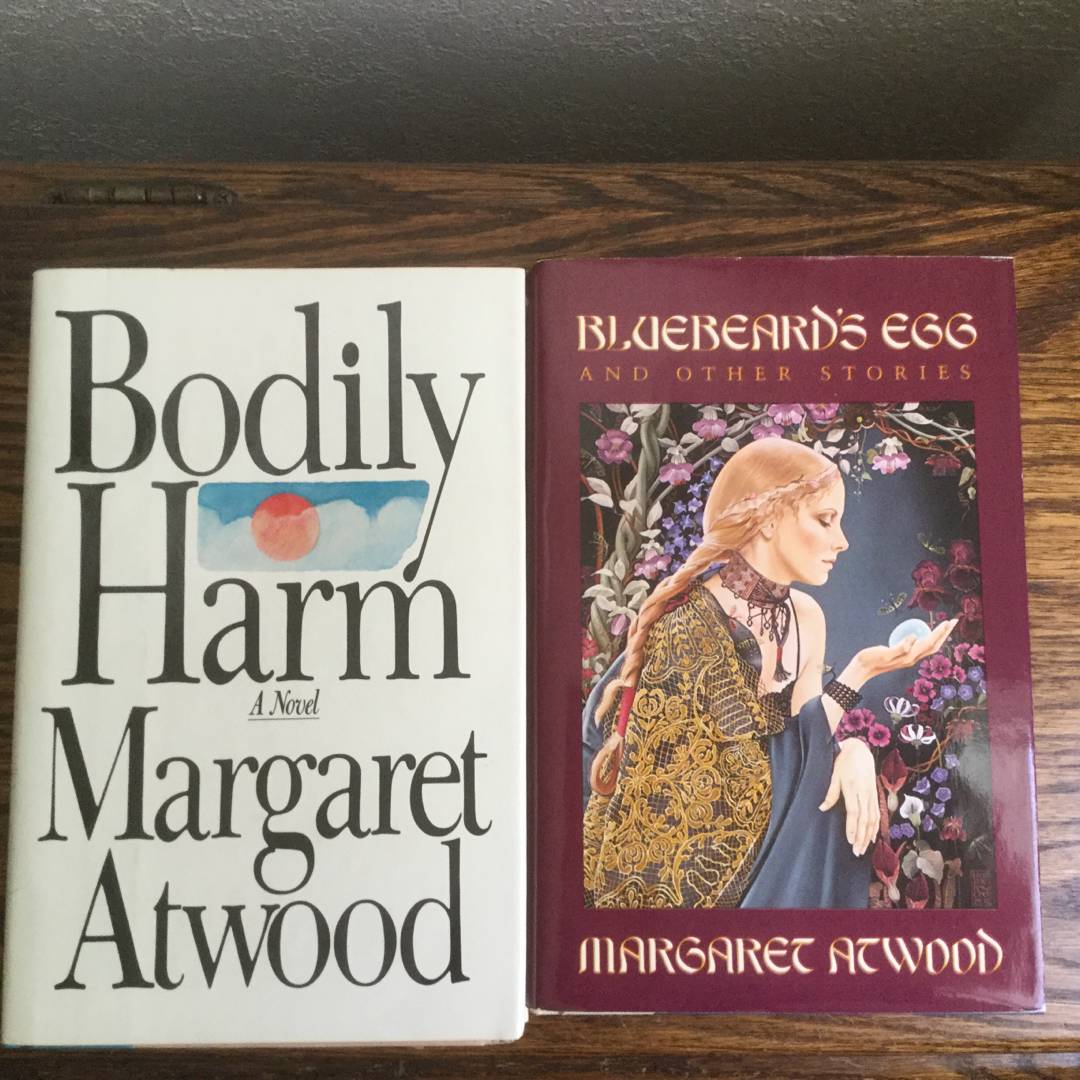 Bodily
Harm
A Novel
Margaret
Atwood
BLUEBEARD'S EGG
AND OTHER STORIES
MARGARET ATWOOD